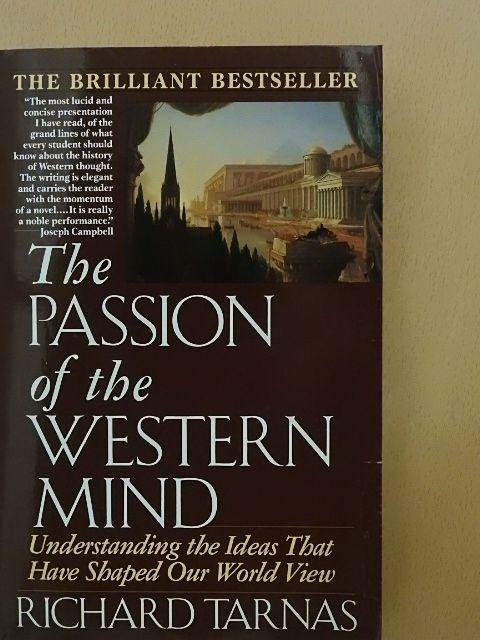 THE BRILLIANT BESTSELLER
"The most lucid and
concise presentation
I have read, of the
grand lines of what
every student should
know about the history
of Western thought.
The writing is elegant
and carries the reader
with the momentum
of a novel....It is really
a noble performance."
Joseph Campbell
The
PASSION
of the
WESTERN
MIND
Understanding the Ideas That
Have Shaped Our World View
RICHARD TARNAS